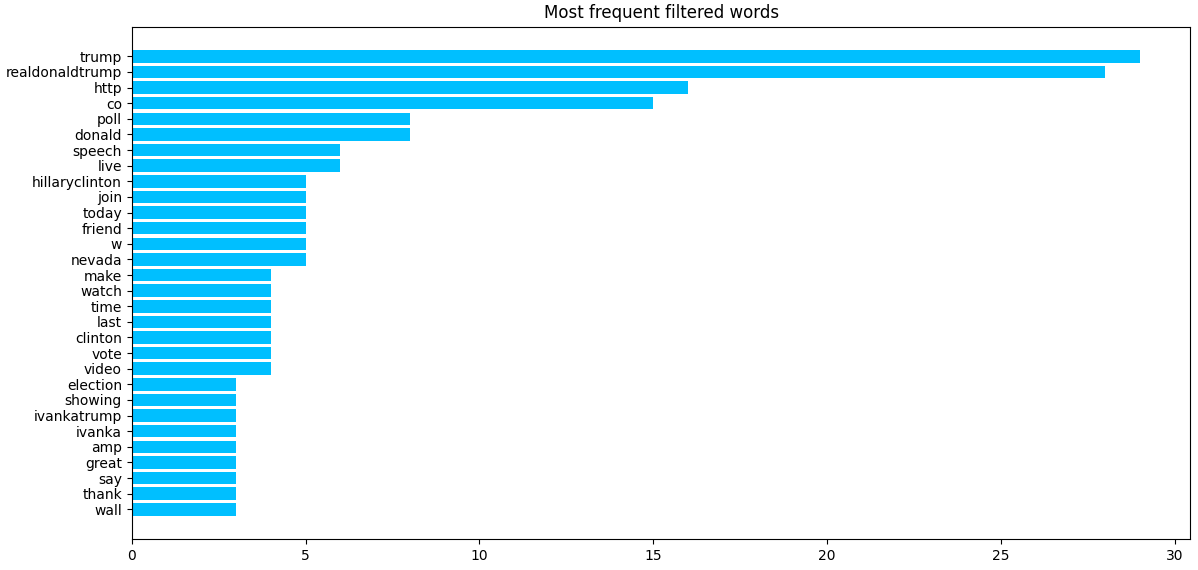 Most frequent filtered words
trump
realdonaldtrump
http
co
poll
donald
speech
live
hillaryclinton
join
today
friend
w
nevada
make
watch
time
last
clinton
vote
video
election
showing
ivankatrump
ivanka
amp
great
say
thank
wall
0 5 10 15 20 25 30